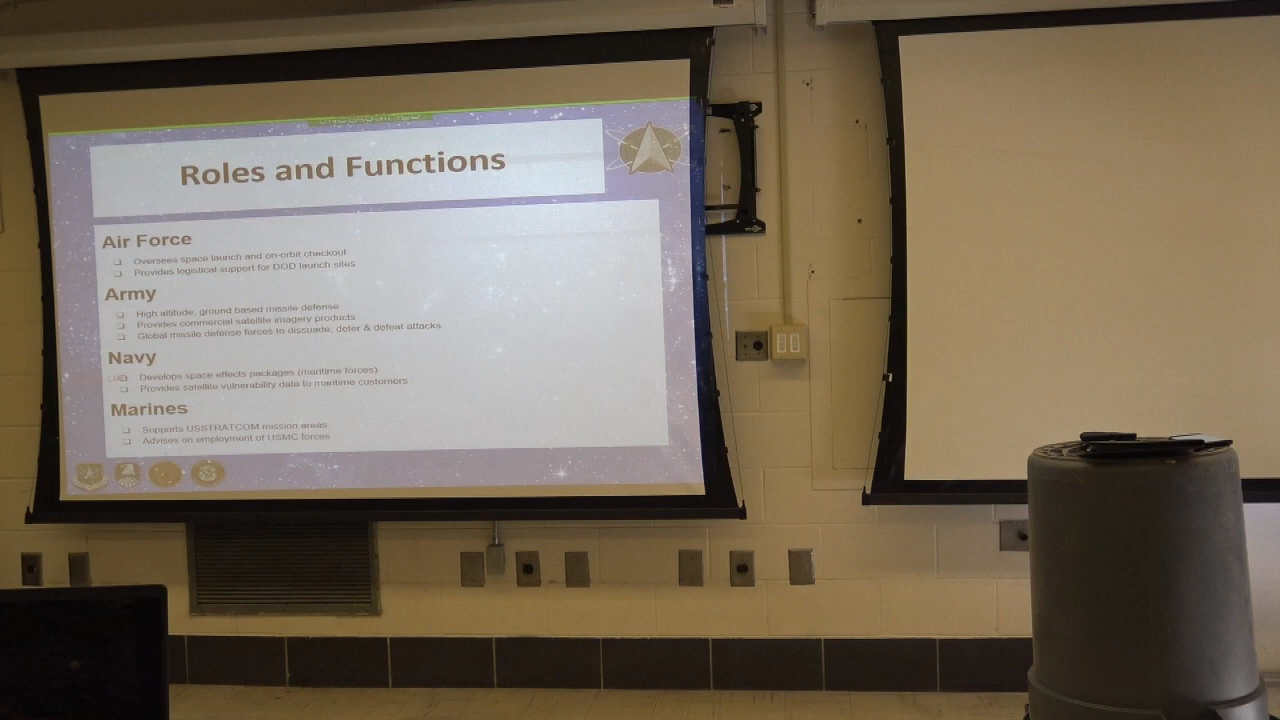 UNCLASSIFIED
Roles and Functions
Air Force
Oversees space launch and on-orbit checkout
Provides logistical support for DOD launch sites
Army
High altitude, ground based missile defense
Provides commercial satellite imagery products
Global missile defense forces to dissuade, deter & defeat attacks
Navy
Develops space effects packages (maritime forces)
Provides satellite vulnerability data to maritime customers
Marines
Supports USSTRATCOM mission areas
Advises on employment of USMC forces